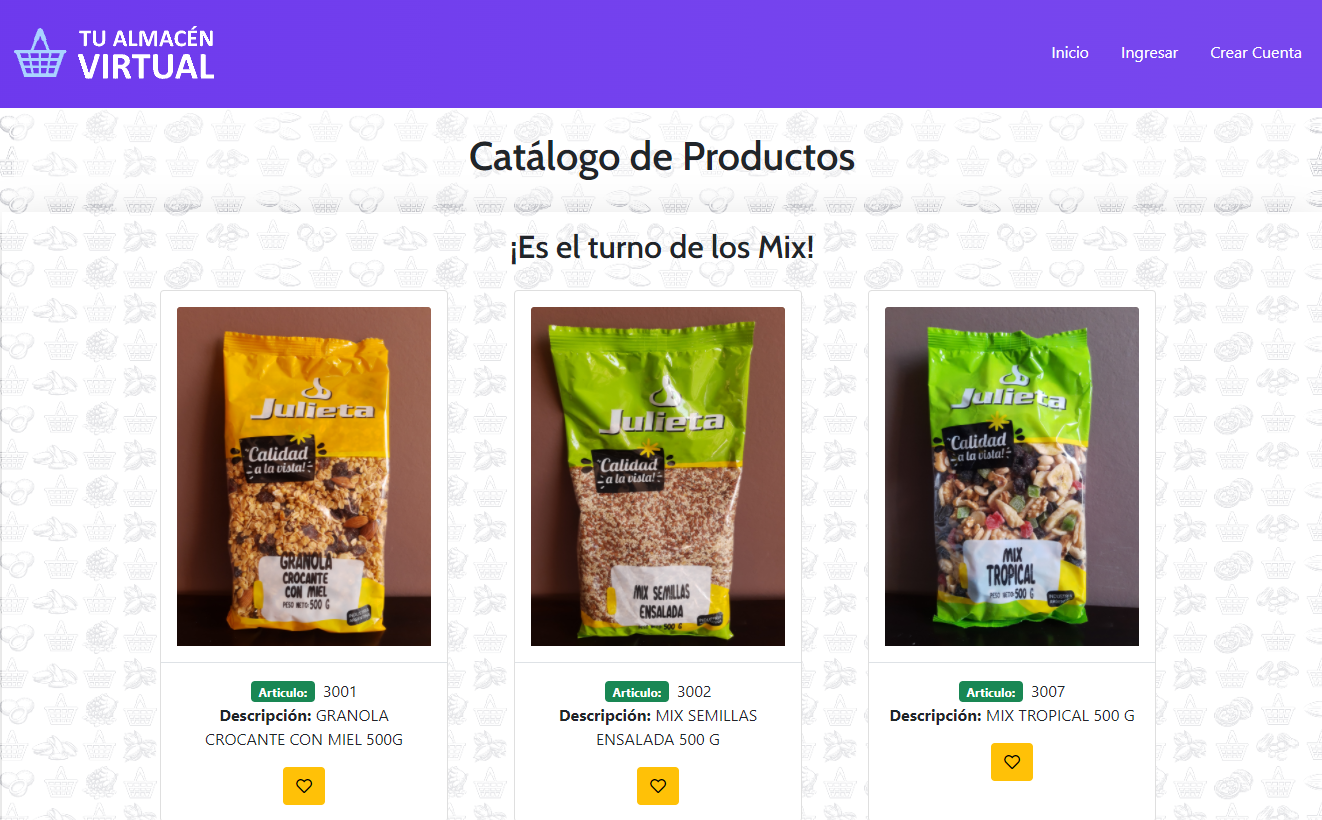 TU ALMACÉN
VIRTUAL
Inicio
Ingresar
Crear Cuenta
Catálogo de Productos
¡Es el turno de los Mix!
Julieta
Calidad
a la vista!
GRANOLA
CROCANTE
CON MIEL
PESO NETO 500 G
Julieta
Calidad
a la vista!
MIX SEMILLAS
ENSALADA
500 G
Julieta
Calidad
a la vista!
MIX
TROPICAL
PESO NETO 500 G
Articulo: 3001
Descripción: GRANOLA
CROCANTE CON MIEL 500G
Articulo: 3002
Descripción: MIX SEMILLAS
ENSALADA 500 G
Articulo: 3007
Descripción: MIX TROPICAL 500 G